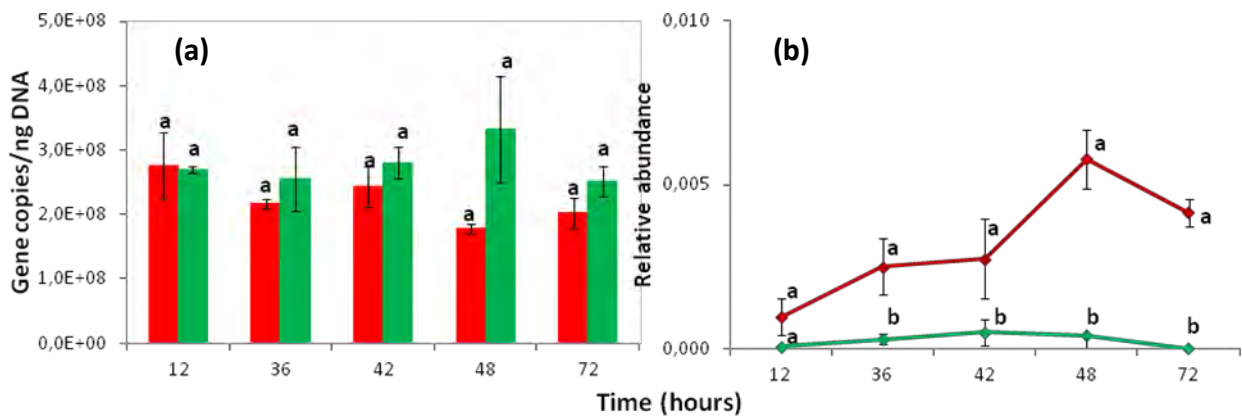 (a)
Gene copies/ng DNA
5,0E+08
4,0E+08
3,0E+08
2,0E+08
1,0E+08
0,0E+00
a a a a a a a a a a
12 36 42 48 72
(b)
Relative abundance
0,010
0,005
0,000
a a a a a
a b b b b
12 36 42 48 72
Time (hours)